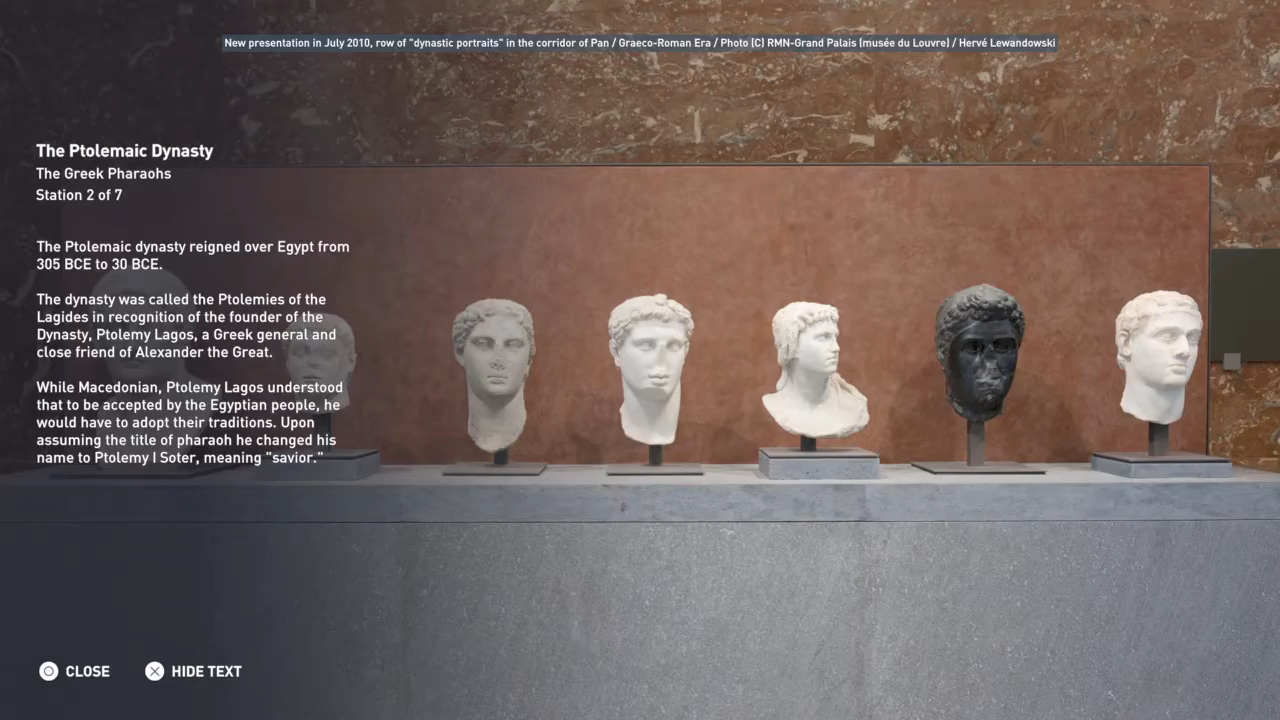 New presentation in July 2010, row of "dynastic portraits" in the corridor of Pan / Graeco-Roman Era / Photo (C) RMN-Grand Palais (musée du Louvre) / Hervé Lewandowski
The Ptolemaic Dynasty
The Greek Pharaohs
Station 2 of 7
The Ptolemaic dynasty reigned over Egypt from
305 BCE to 30 BCE.
The dynasty was called the Ptolemies of the
Lagides in recognition of the founder of the
Dynasty, Ptolemy Lagos, a Greek general and
close friend of Alexander the Great.
While Macedonian, Ptolemy Lagos understood
that to be accepted by the Egyptian people, he
would have to adopt their traditions. Upon
assuming the title of pharaoh he changed his
name to Ptolemy I Soter, meaning "savior."
CLOSE
HIDE TEXT